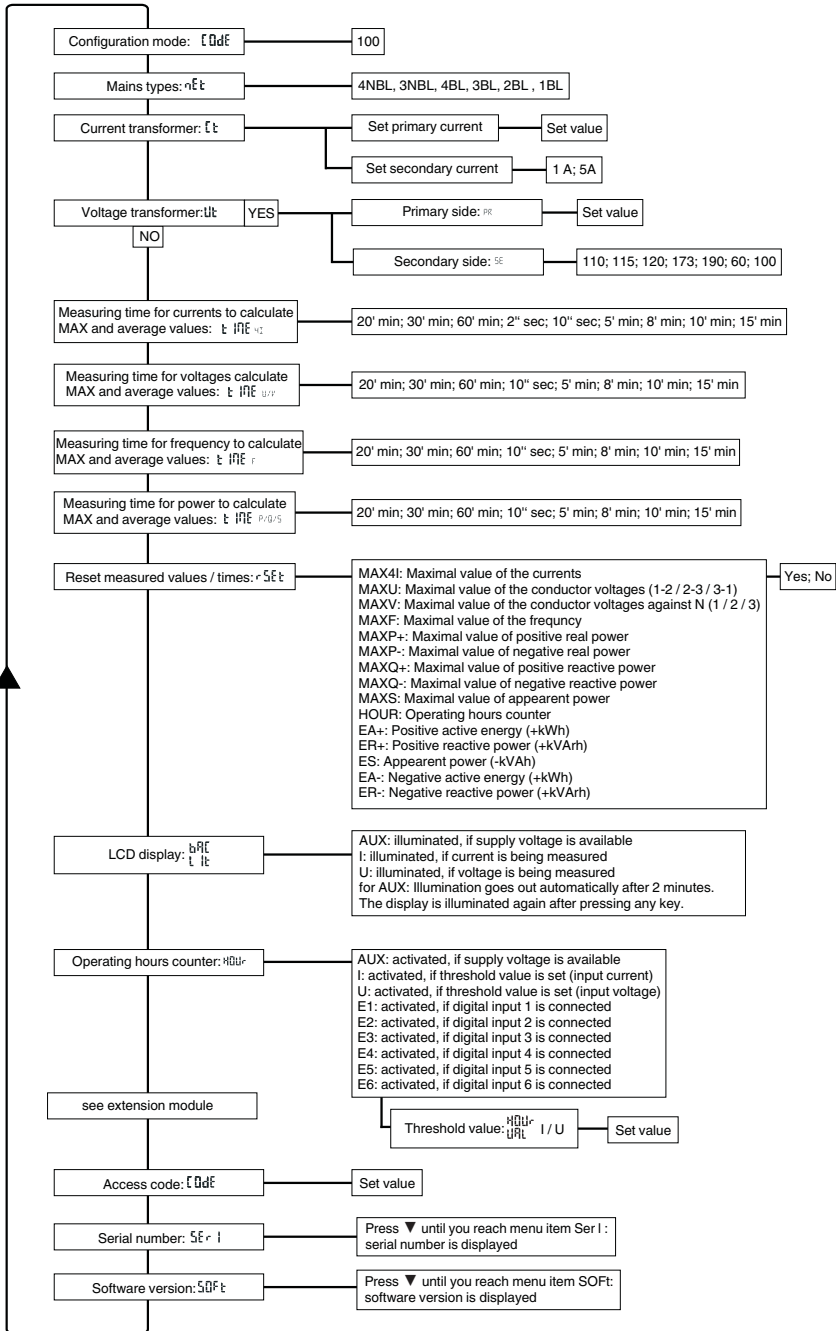 Configuration mode: COdE
100
Mains types: nEt
4NBL, 3NBL, 4BL, 3BL, 2BL , 1BL
Current transformer: Ct
Set primary current
Set value
Set secondary current
1 A; 5A
Voltage transformer: Ut
YES
Primary side: PR
Set value
NO
Secondary side: SE
110; 115; 120; 173; 190; 60; 100
Measuring time for currents to calculate
MAX and average values: tIME 4I
20' min; 30' min; 60' min; 2" sec; 10" sec; 5' min; 8' min; 10' min; 15' min
Measuring time for voltages calculate
MAX and average values: tIME U/V
20' min; 30' min; 60' min; 10" sec; 5' min; 8' min; 10' min; 15' min
Measuring time for frequency to calculate
MAX and average values: tIME F
20' min; 30' min; 60' min; 10" sec; 5' min; 8' min; 10' min; 15' min
Measuring time for power to calculate
MAX and average values: tIME P/Q/S
20' min; 30' min; 60' min; 10" sec; 5' min; 8' min; 10' min; 15' min
Reset measured values / times: rSEt
MAX4I: Maximal value of the currents
MAXU: Maximal value of the conductor voltages (1-2 / 2-3 / 3-1)
MAXV: Maximal value of the conductor voltages against N (1 / 2 / 3)
MAXF: Maximal value of the frequncy
MAXP+: Maximal value of positive real power
MAXP-: Maximal value of negative real power
MAXQ+: Maximal value of positive reactive power
MAXQ-: Maximal value of negative reactive power
MAXS: Maximal value of appearent power
HOUR: Operating hours counter
EA+: Positive active energy (+kWh)
ER+: Positive reactive power (+kVArh)
ES: Appearent power (-kVAh)
EA-: Negative active energy (+kWh)
ER-: Negative reactive power (+kVArh)
Yes; No
LCD display: bAC
LIt
AUX: illuminated, if supply voltage is available
I: illuminated, if current is being measured
U: illuminated, if voltage is being measured
for AUX: Illumination goes out automatically after 2 minutes.
The display is illuminated again after pressing any key.
Operating hours counter: HOUr
AUX: activated, if supply voltage is available
I: activated, if threshold value is set (input current)
U: activated, if threshold value is set (input voltage)
E1: activated, if digital input 1 is connected
E2: activated, if digital input 2 is connected
E3: activated, if digital input 3 is connected
E4: activated, if digital input 4 is connected
E5: activated, if digital input 5 is connected
E6: activated, if digital input 6 is connected
see extension module
Threshold value: HOUr
UAL I / U
Set value
Access code: COdE
Set value
Serial number: SErI
Press ▼ until you reach menu item Ser I :
serial number is displayed
Software version: SOFt
Press ▼ until you reach menu item SOFt:
software version is displayed